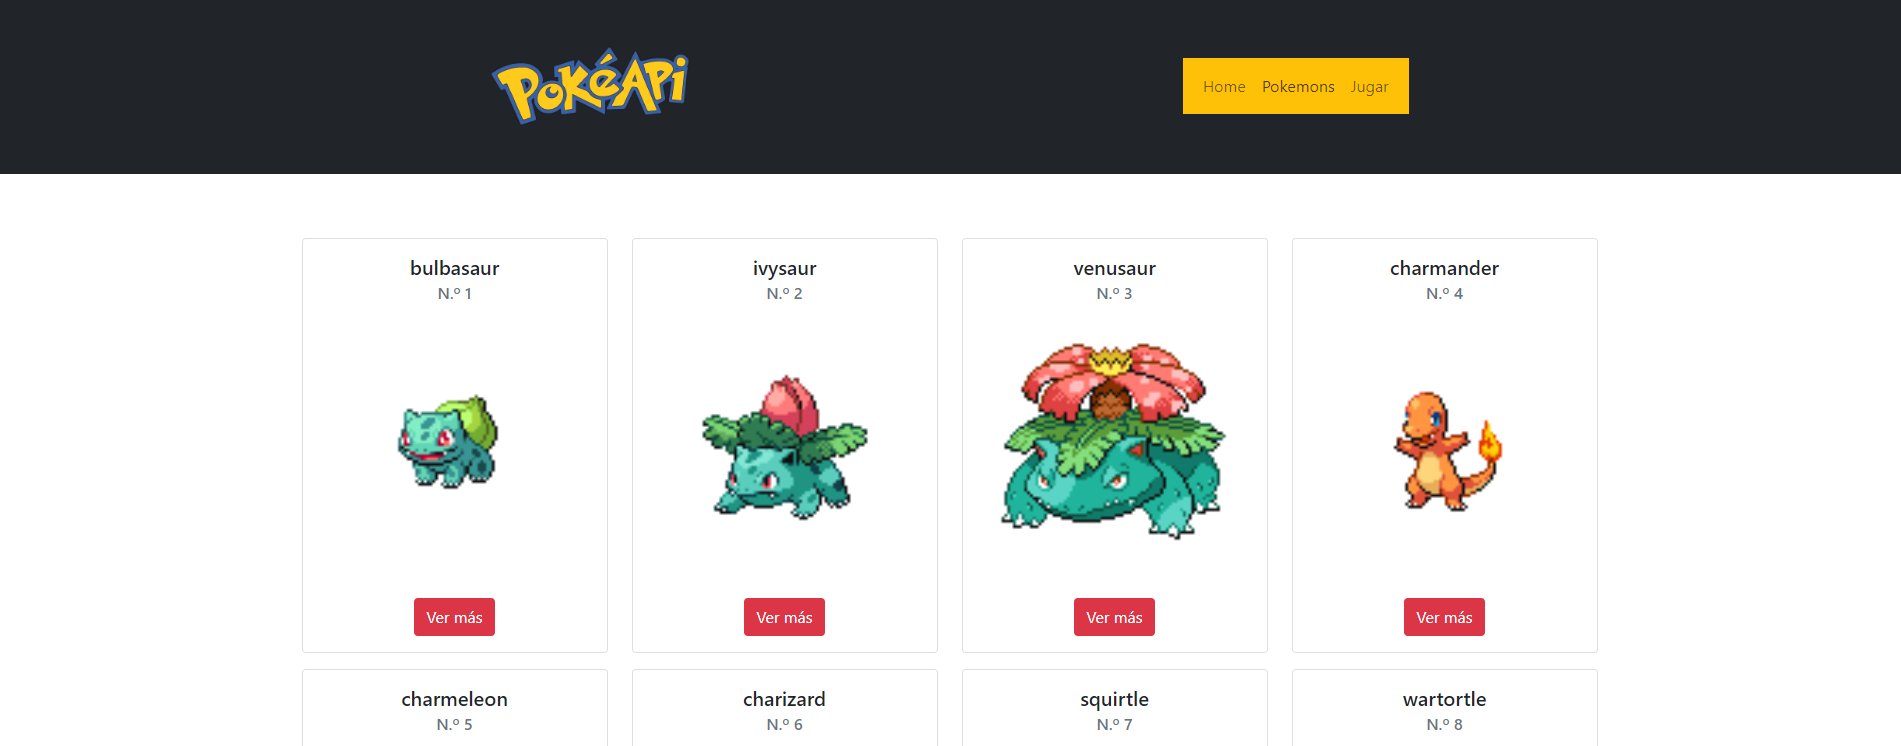 PokéApi
Home Pokemons Jugar
bulbasaur
N.º 1
Ver más
ivysaur
N.º 2
Ver más
venusaur
N.º 3
Ver más
charmander
N.º 4
Ver más
charmeleon
N.º 5
charizard
N.º 6
squirtle
N.º 7
wartortle
N.º 8